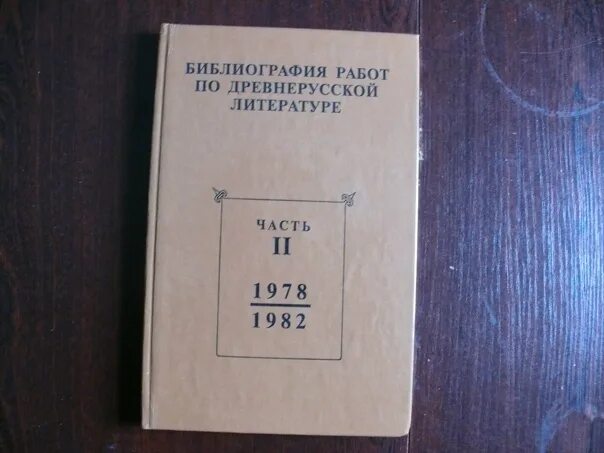 БИБЛИОГРАФИЯ РАБОТ
ПО ДРЕВНЕРУССКОЙ
ЛИТЕРАТУРЕ
ЧАСТЬ
II
1978
1982